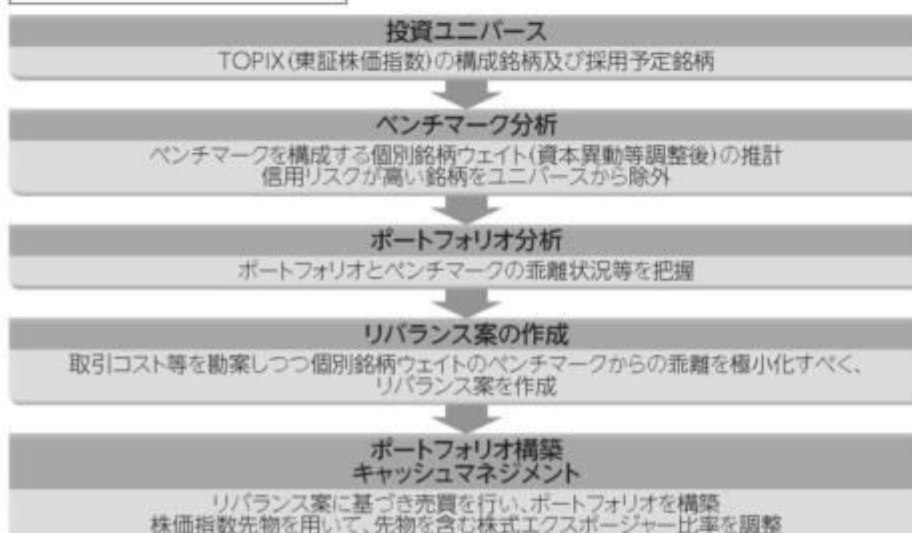 投資ユニバース
TOPIX(東証株価指数)の構成銘柄及び採用予定銘柄
ベンチマーク分析
ベンチマークを構成する個別銘柄ウェイト(資本異動等調整後)の推計
信用リスクが高い銘柄をユニバースから除外
ポートフォリオ分析
ポートフォリオとベンチマークの乖離状況等を把握
リバランス案の作成
取引コスト等を勘案しつつ個別銘柄ウェイトのベンチマークからの乖離を極小化すべく、
リバランス案を作成
ポートフォリオ構築
キャッシュマネジメント
リバランス案に基づき売買を行い、ポートフォリオを構築
株価指数先物を用いて、先物を含む株式エクスポージャー比率を調整